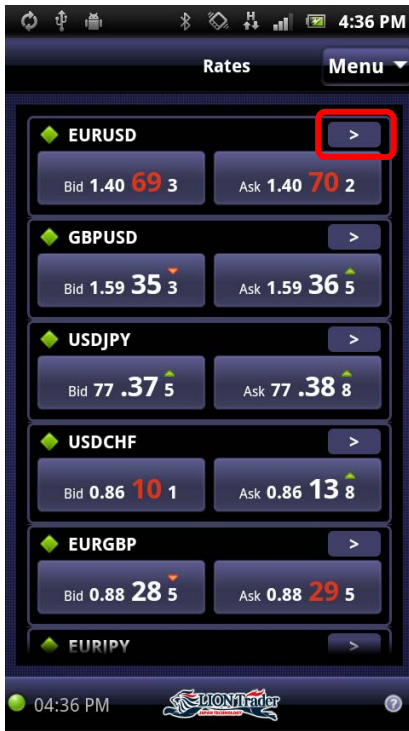 H 4:36 PM
Rates Menu
EURUSD >
Bid 1.40 69 3 Ask 1.40 70 2
GBPUSD >
Bid 1.59 35 3 Ask 1.59 36 5
USDJPY >
Bid 77 .37 5 Ask 77 .38 8
USDCHF >
Bid 0.86 10 1 Ask 0.86 13 8
EURGBP >
Bid 0.88 28 5 Ask 0.88 29 5
EURJPY >
04:36 PM LION Trader ?
JAPAN TECHNOLOGY